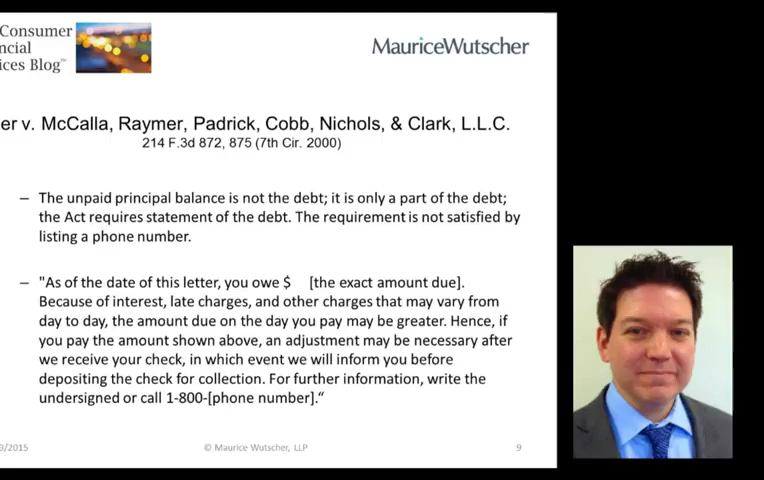 Consumer
ncial
ices Blog
MauriceWutscher
er v. McCalla, Raymer, Padrick, Cobb, Nichols, & Clark, L.L.C.
214 F.3d 872, 875 (7th Cir. 2000)
– The unpaid principal balance is not the debt; it is only a part of the debt;
the Act requires statement of the debt. The requirement is not satisfied by
listing a phone number.
– "As of the date of this letter, you owe $ [the exact amount due].
Because of interest, late charges, and other charges that may vary from
day to day, the amount due on the day you pay may be greater. Hence, if
you pay the amount shown above, an adjustment may be necessary after
we receive your check, in which event we will inform you before
depositing the check for collection. For further information, write the
undersigned or call 1-800-[phone number].“
9/2015 © Maurice Wutscher, LLP 9